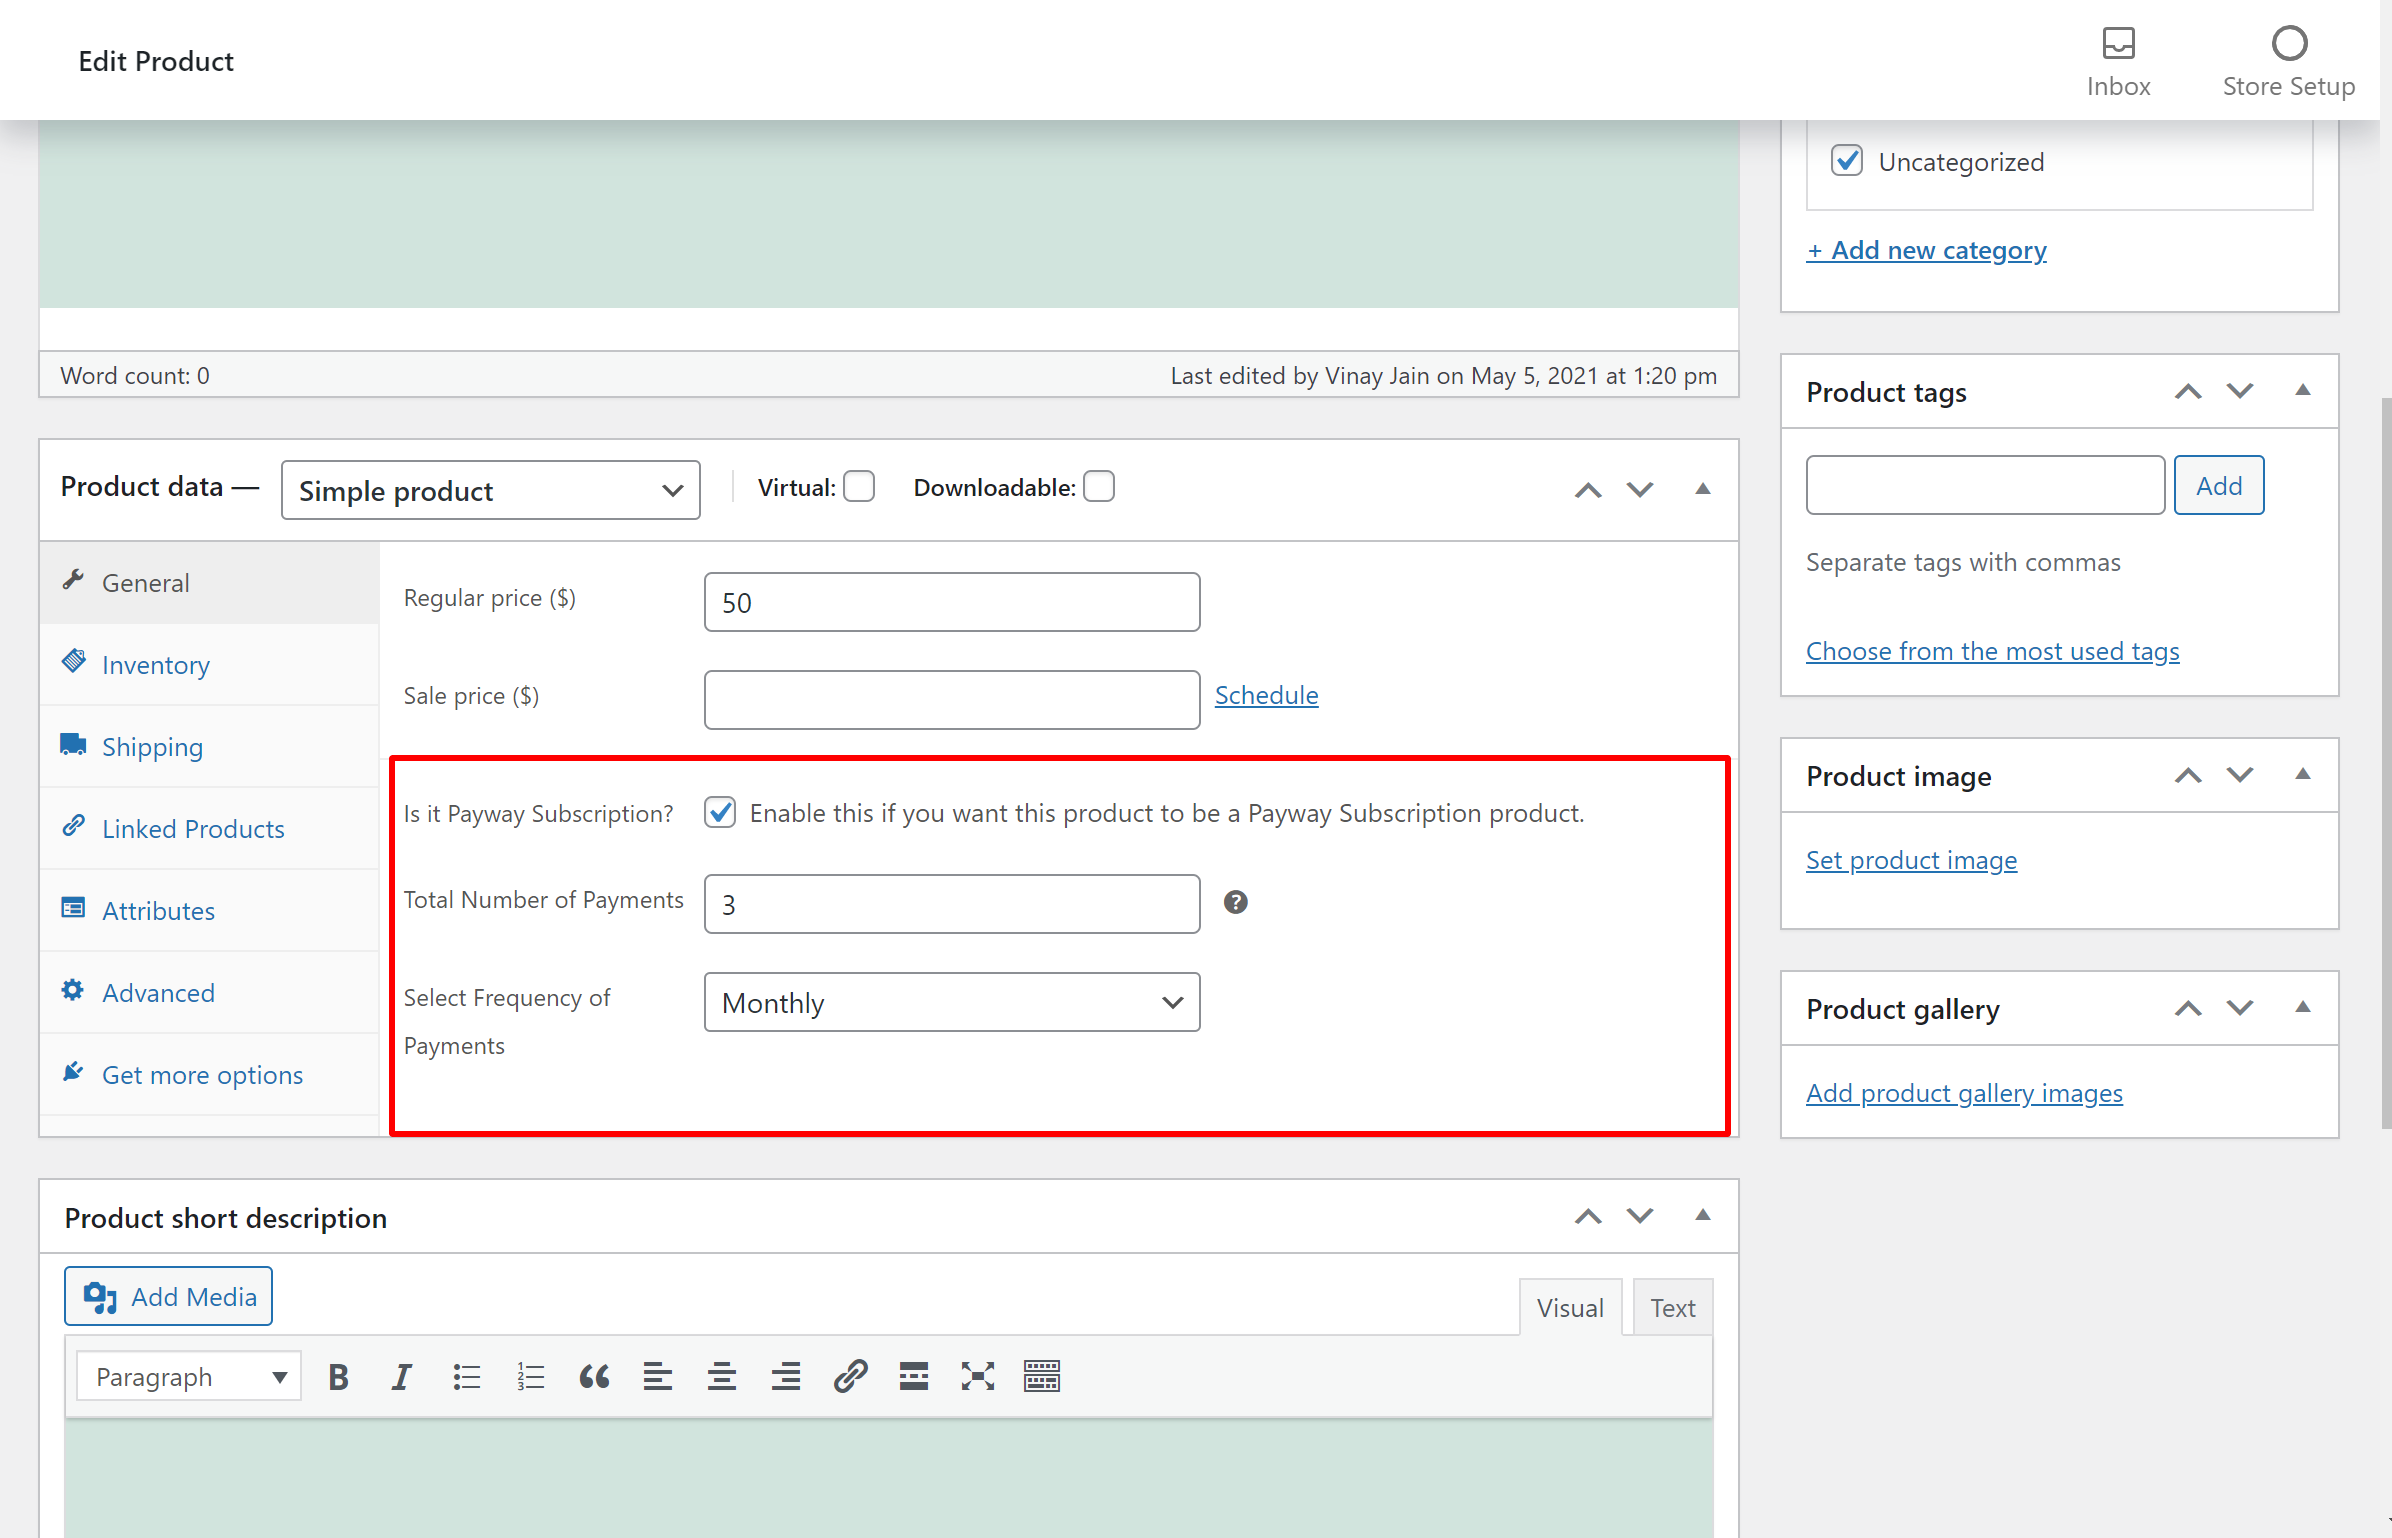 Edit Product
Inbox
Store Setup
Uncategorized
+ Add new category
Word count: 0
Last edited by Vinay Jain on May 5, 2021 at 1:20 pm
Product data —
Simple product
Virtual:
Downloadable:
General
Inventory
Shipping
Linked Products
Attributes
Advanced
Get more options
Regular price ($)
50
Sale price ($)
Schedule
Is it Payway Subscription?
Enable this if you want this product to be a Payway Subscription product.
Total Number of Payments
3
?
Select Frequency of
Payments
Monthly
Product tags
Add
Separate tags with commas
Choose from the most used tags
Product image
Set product image
Product gallery
Add product gallery images
Product short description
Add Media
Visual
Text
Paragraph